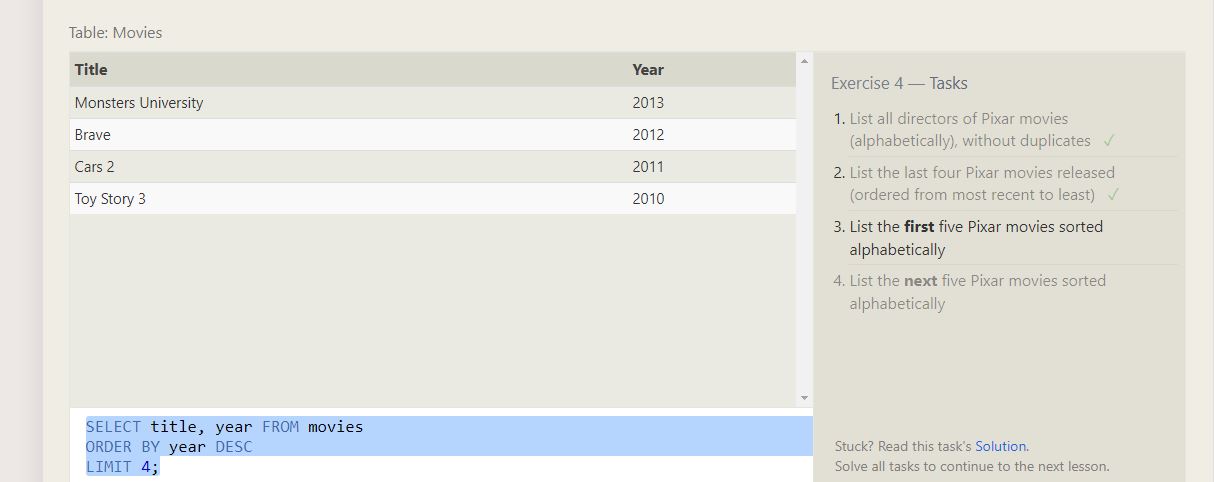 Table: Movies
Title Year
Monsters University 2013
Brave 2012
Cars 2 2011
Toy Story 3 2010
SELECT title, year FROM movies
ORDER BY year DESC
LIMIT 4;
Exercise 4 — Tasks
1. List all directors of Pixar movies
(alphabetically), without duplicates ✓
2. List the last four Pixar movies released
(ordered from most recent to least) ✓
3. List the first five Pixar movies sorted
alphabetically
4. List the next five Pixar movies sorted
alphabetically
Stuck? Read this task's Solution.
Solve all tasks to continue to the next lesson.